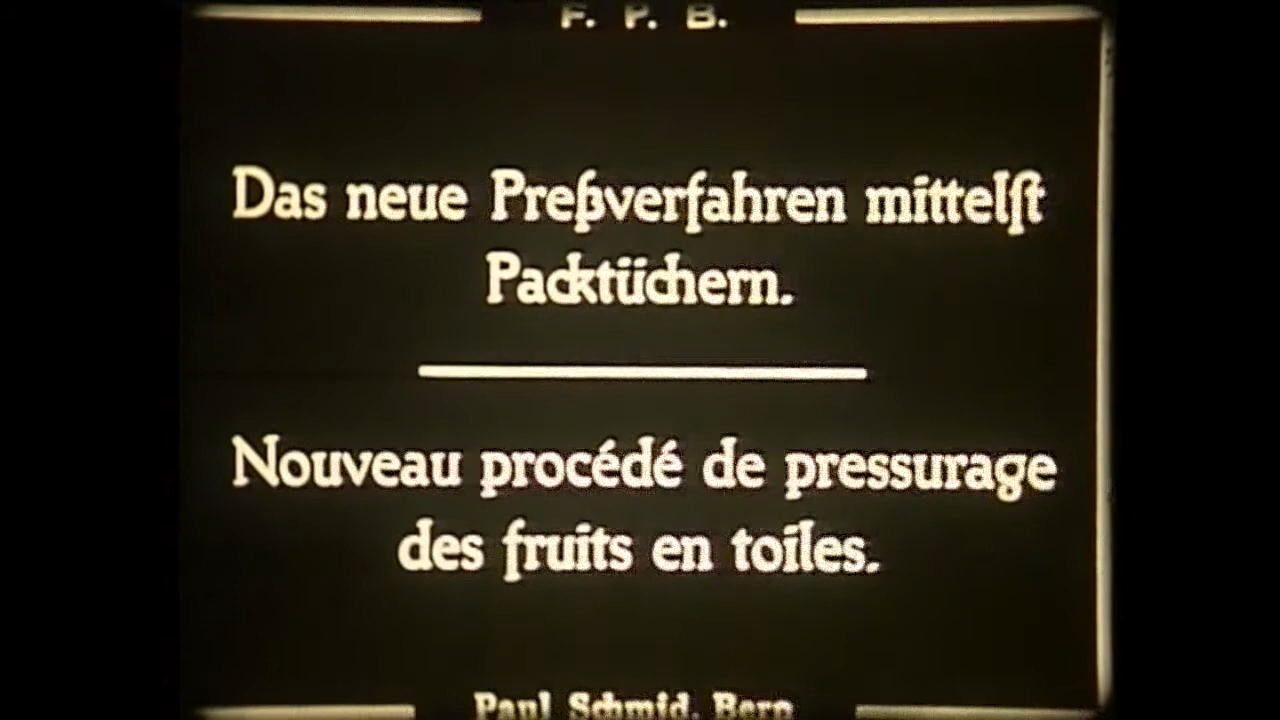 F. P. B.
Das neue Preßverfahren mittelst
Packtüchern.
Nouveau procédé de pressurage
des fruits en toiles.
Paul Schmid, Bern